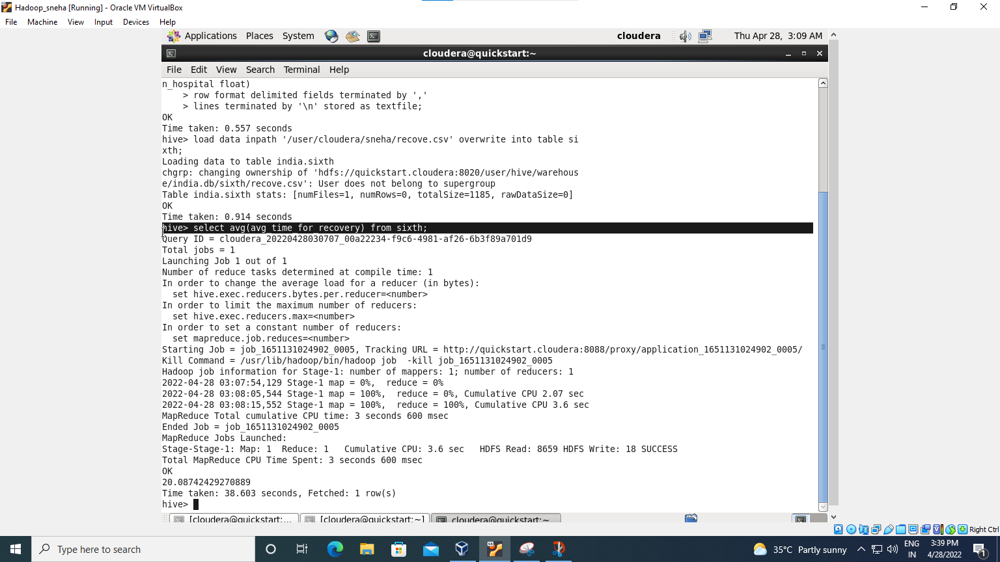 Hadoop_sneha [Running] - Oracle VM VirtualBox
File Machine View Input Devices Help
Applications Places System cloudera Thu Apr 28, 3:09 AM
cloudera@quickstart:~
File Edit View Search Terminal Help
n_hospital float)
    > row format delimited fields terminated by ','
    > lines terminated by '\n' stored as textfile;
OK
Time taken: 0.557 seconds
hive> load data inpath '/user/cloudera/sneha/recove.csv' overwrite into table si
xth;
Loading data to table india.sixth
chgrp: changing ownership of 'hdfs://quickstart.cloudera:8020/user/hive/warehous
e/india.db/sixth/recove.csv': User does not belong to supergroup
Table india.sixth stats: [numFiles=1, numRows=0, totalSize=1185, rawDataSize=0]
OK
Time taken: 0.914 seconds
hive> select avg(avg_time_for_recovery) from sixth;
Query ID = cloudera_20220428030707_00a22234-f9c6-4981-af26-6b3f89a701d9
Total jobs = 1
Launching Job 1 out of 1
Number of reduce tasks determined at compile time: 1
In order to change the average load for a reducer (in bytes):
  set hive.exec.reducers.bytes.per.reducer=<number>
In order to limit the maximum number of reducers:
  set hive.exec.reducers.max=<number>
In order to set a constant number of reducers:
  set mapreduce.job.reduces=<number>
Starting Job = job_1651131024902_0005, Tracking URL = http://quickstart.cloudera:8088/proxy/application_1651131024902_0005/
Kill Command = /usr/lib/hadoop/bin/hadoop job  -kill job_1651131024902_0005
Hadoop job information for Stage-1: number of mappers: 1; number of reducers: 1
2022-04-28 03:07:54,129 Stage-1 map = 0%,  reduce = 0%
2022-04-28 03:08:05,544 Stage-1 map = 100%,  reduce = 0%, Cumulative CPU 2.07 sec
2022-04-28 03:08:15,552 Stage-1 map = 100%,  reduce = 100%, Cumulative CPU 3.6 sec
MapReduce Total cumulative CPU time: 3 seconds 600 msec
Ended Job = job_1651131024902_0005
MapReduce Jobs Launched:
Stage-Stage-1: Map: 1  Reduce: 1   Cumulative CPU: 3.6 sec   HDFS Read: 8659 HDFS Write: 18 SUCCESS
Total MapReduce CPU Time Spent: 3 seconds 600 msec
OK
20.08742429270889
Time taken: 38.603 seconds, Fetched: 1 row(s)
hive>
[cloudera@quickstart:... [cloudera@quickstart:~] cloudera@quickstart:~
Right Ctrl
Type here to search 35°C Partly sunny ENG IN 3:39 PM 4/28/2022 1